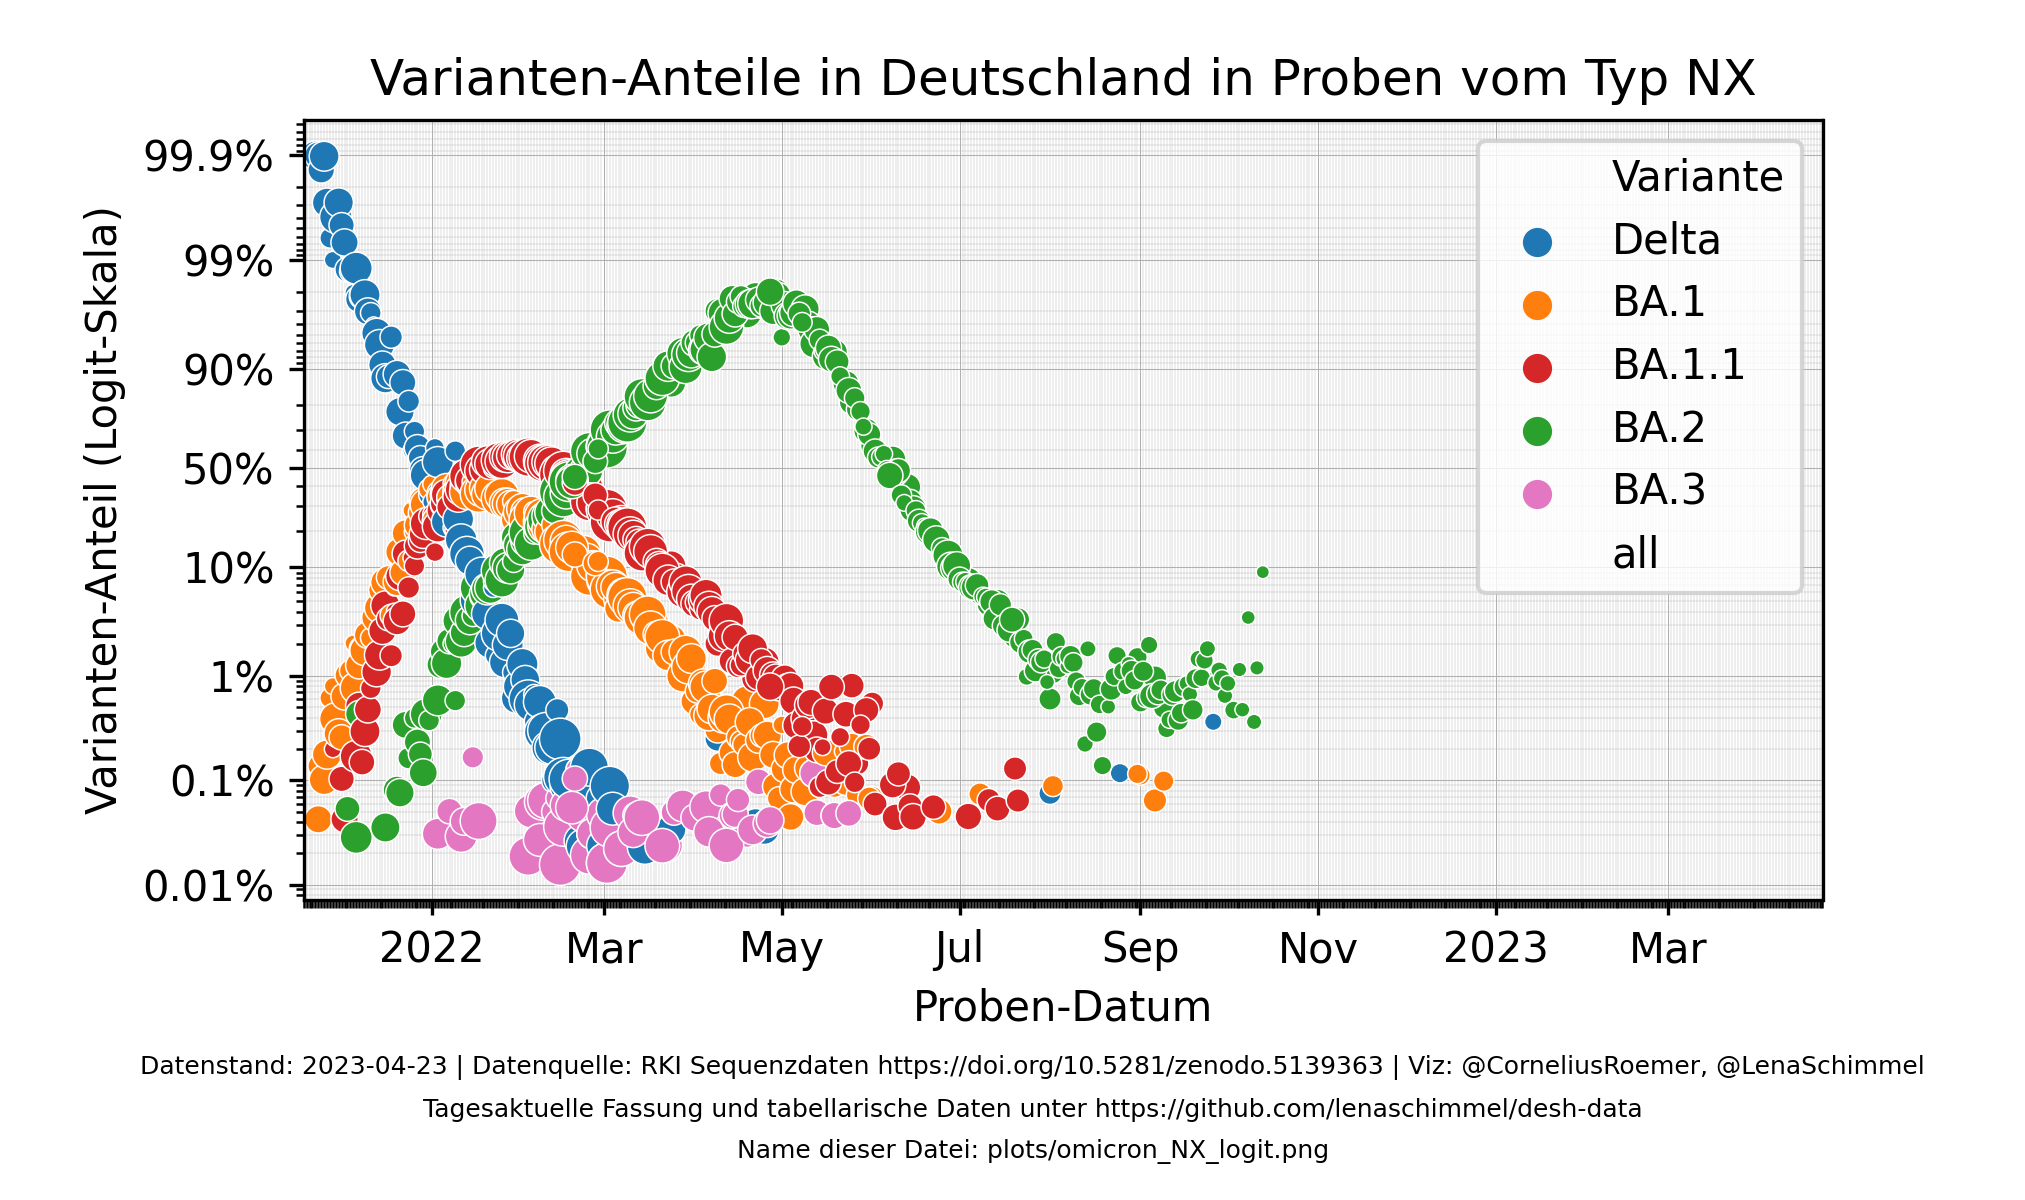 Varianten-Anteile in Deutschland in Proben vom Typ NX
99.9%
99%
90%
50%
10%
1%
0.1%
0.01%
Varianten-Anteil (Logit-Skala)
Variante
Delta
BA.1
BA.1.1
BA.2
BA.3
all
2022 Mar May Jul Sep Nov 2023 Mar
Proben-Datum
Datenstand: 2023-04-23 | Datenquelle: RKI Sequenzdaten https://doi.org/10.5281/zenodo.5139363 | Viz: @CorneliusRoemer, @LenaSchimmel
Tagesaktuelle Fassung und tabellarische Daten unter https://github.com/lenaschimmel/desh-data
Name dieser Datei: plots/omicron_NX_logit.png